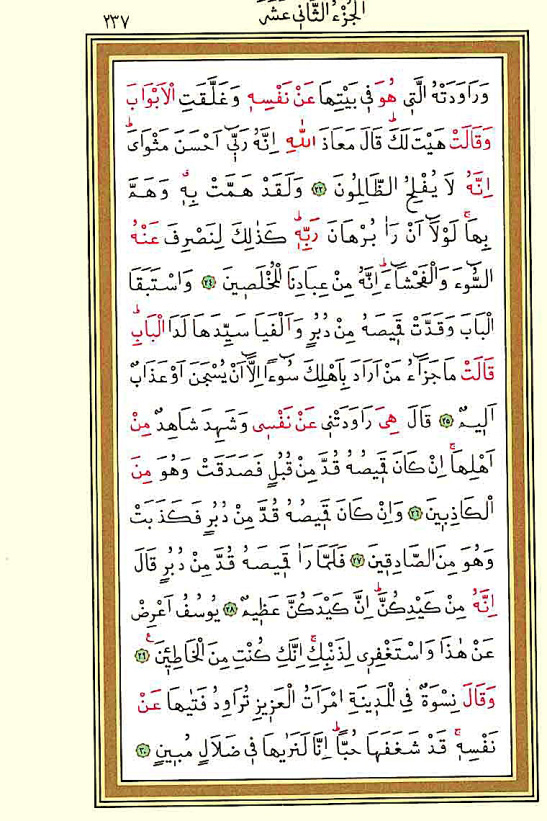 ٢٣٧
الجزء الثاني عشر
وَرَاوَدَتْهُ الَّتٖي هُوَ فٖي بَيْتِهَا عَنْ نَفْسِهٖ وَغَلَّقَتِ الْاَبْوَابَ
وَقَالَتْ هَيْتَ لَكَۜ قَالَ مَعَاذَ اللّٰهِ اِنَّهُ رَبّٖٓي اَحْسَنَ مَثْوَايَۜ
اِنَّهُ لَا يُفْلِحُ الظَّالِمُونَ ﴿٢٣﴾ وَلَقَدْ هَمَّتْ بِهٖۚ وَهَمَّ
بِهَاۚ لَوْلَٓا اَنْ رَاٰ بُرْهَانَ رَبِّهٖۜ كَذٰلِكَ لِنَصْرِفَ عَنْهُ
السُّٓوءَ وَالْفَحْشَٓاءَۜ اِنَّهُ مِنْ عِبَادِنَا الْمُخْلَصٖينَ ﴿٢٤﴾ وَاسْتَبَقَا
الْبَابَ وَقَدَّتْ قَمٖيصَهُ مِنْ دُبُرٍ وَاَلْفَيَا سَيِّدَهَا لَدَا الْبَابِۜ
قَالَتْ مَا جَزَٓاءُ مَنْ اَرَادَ بِاَهْلِكَ سُٓوءًا اِلَّٓا اَنْ يُسْجَنَ اَوْ عَذَابٌ
اَلٖيمٌ ﴿٢٥﴾ قَالَ هِيَ رَاوَدَتْنٖي عَنْ نَفْسٖي وَشَهِدَ شَاهِدٌ مِنْ
اَهْلِهَاۚ اِنْ كَانَ قَمٖيصُهُ قُدَّ مِنْ قُبُلٍ فَصَدَقَتْ وَهُوَ مِنَ
الْكَاذِبٖينَ ﴿٢٦﴾ وَاِنْ كَانَ قَمٖيصُهُ قُدَّ مِنْ دُبُرٍ فَكَذَبَتْ
وَهُوَ مِنَ الصَّادِقٖينَ ﴿٢٧﴾ فَلَمَّا رَاٰ قَمٖيصَهُ قُدَّ مِنْ دُبُرٍ قَالَ
اِنَّهُ مِنْ كَيْدِكُنَّۜ اِنَّ كَيْدَكُنَّ عَظٖيمٌ ﴿٢٨﴾ يُوسُفُ اَعْرِضْ
عَنْ هٰذَا وَاسْتَغْفِرٖي لِذَنْبِكِۚ اِنَّكِ كُنْتِ مِنَ الْخَاطِـٖٔينَۚ ﴿٢٩﴾
وَقَالَ نِسْوَةٌ فِي الْمَدٖينَةِ امْرَاَتُ الْعَزٖيزِ تُرَاوِدُ فَتٰيهَا عَنْ
نَفْسِهٖۚ قَدْ شَغَفَهَا حُبًّاۜ اِنَّا لَنَرٰيهَا فٖي ضَلَالٍ مُبٖينٍ ﴿٣٠﴾